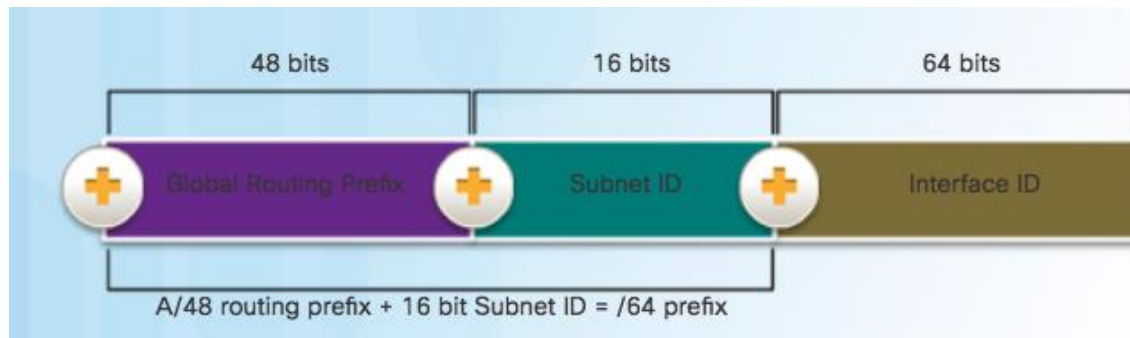 48 bits 16 bits 64 bits
Global Routing Prefix Subnet ID Interface ID
A/48 routing prefix + 16 bit Subnet ID = /64 prefix